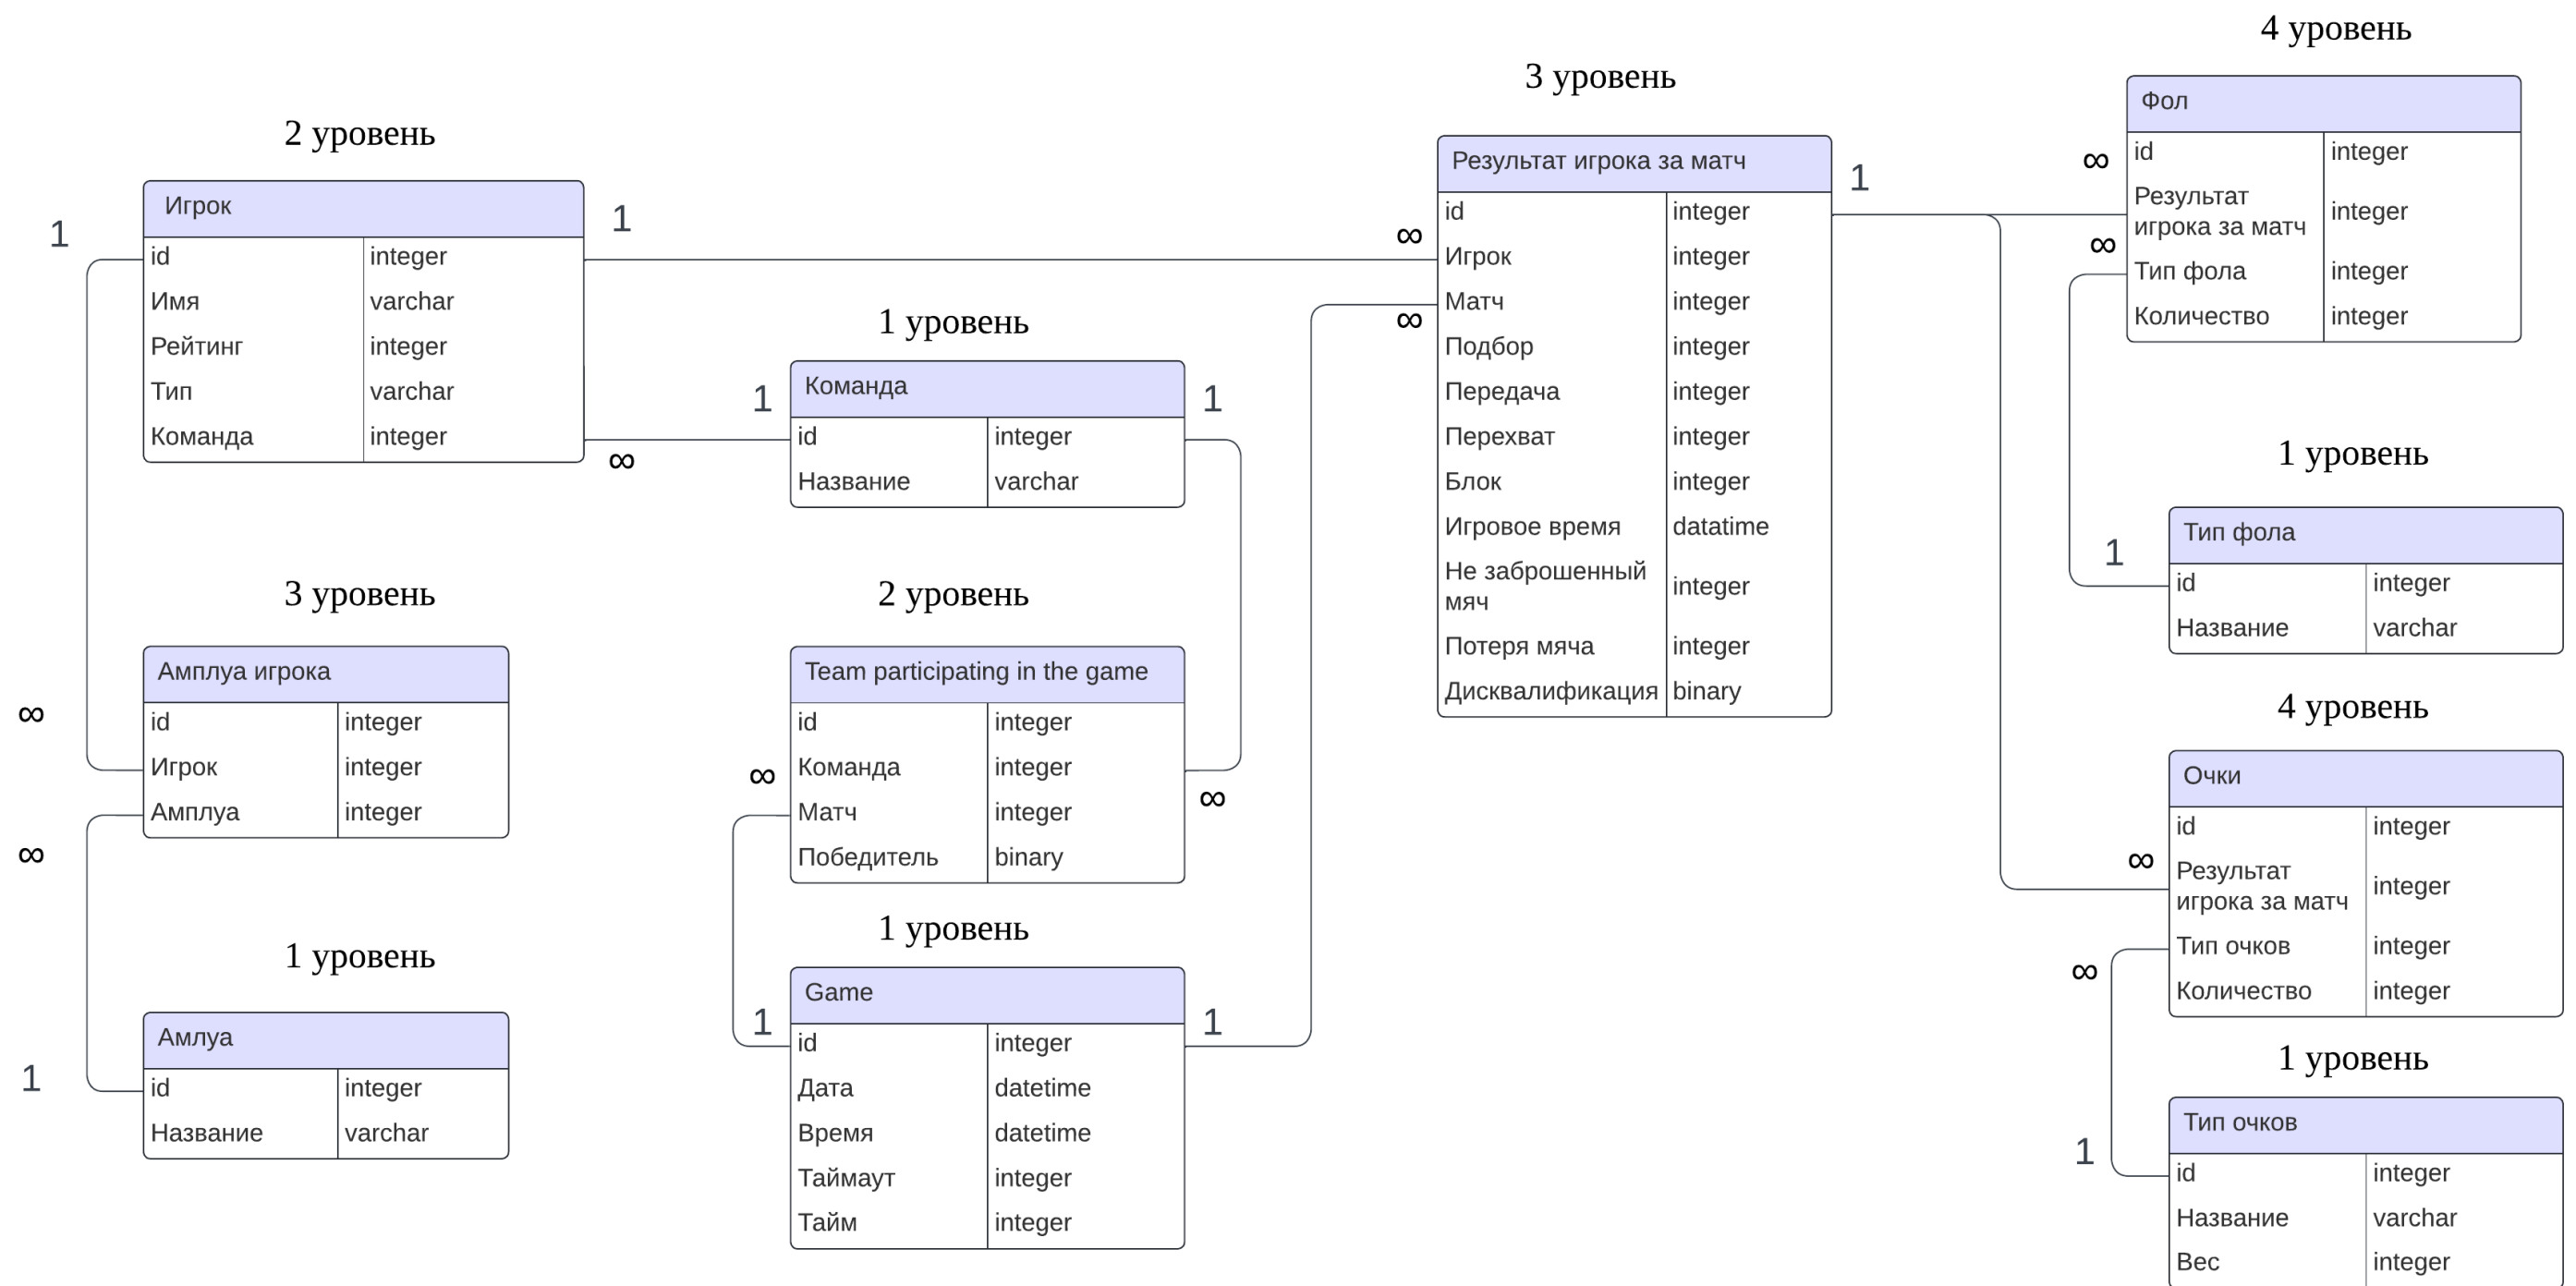 2 уровень
1
Игрок
1
id integer
Имя varchar
Рейтинг integer
Тип varchar
Команда integer
∞
3 уровень
∞
Амплуа игрока
id integer
Игрок integer
Амплуа integer
∞
1 уровень
1
Амлуа
id integer
Название varchar
1 уровень
1
Команда
1
id integer
Название varchar
2 уровень
Team participating in the game
id integer
Команда integer
∞
∞
Матч integer
Победитель binary
1 уровень
Game
1
1
id integer
Дата datetime
Время datetime
Таймаут integer
Тайм integer
3 уровень
Результат игрока за матч
1
id integer
∞
Игрок integer
Матч integer
∞
Подбор integer
Передача integer
Перехват integer
Блок integer
Игровое время datatime
Не заброшенный
мяч integer
Потеря мяча integer
Дисквалификация binary
4 уровень
Фол
∞
id integer
Результат
игрока за матч integer
∞
Тип фола integer
Количество integer
1 уровень
Тип фола
1
id integer
Название varchar
4 уровень
Очки
id integer
∞
Результат
игрока за матч integer
Тип очков integer
∞
Количество integer
1 уровень
Тип очков
1
id integer
Название varchar
Вес integer